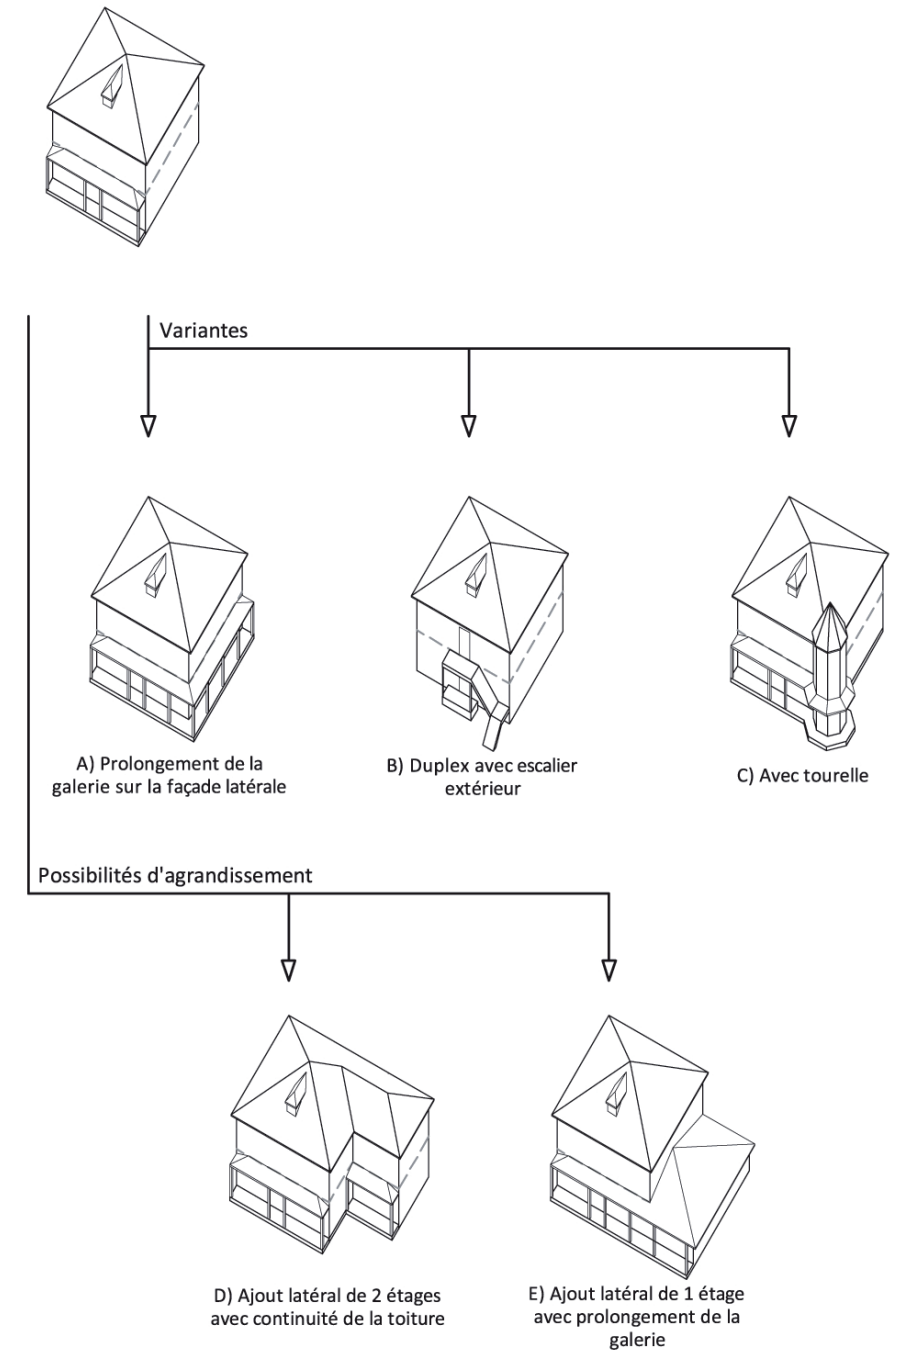 Variantes
A) Prolongement de la
galerie sur la façade latérale
B) Duplex avec escalier
extérieur
C) Avec tourelle
Possibilités d'agrandissement
D) Ajout latéral de 2 étages
avec continuité de la toiture
E) Ajout latéral de 1 étage
avec prolongement de la
galerie